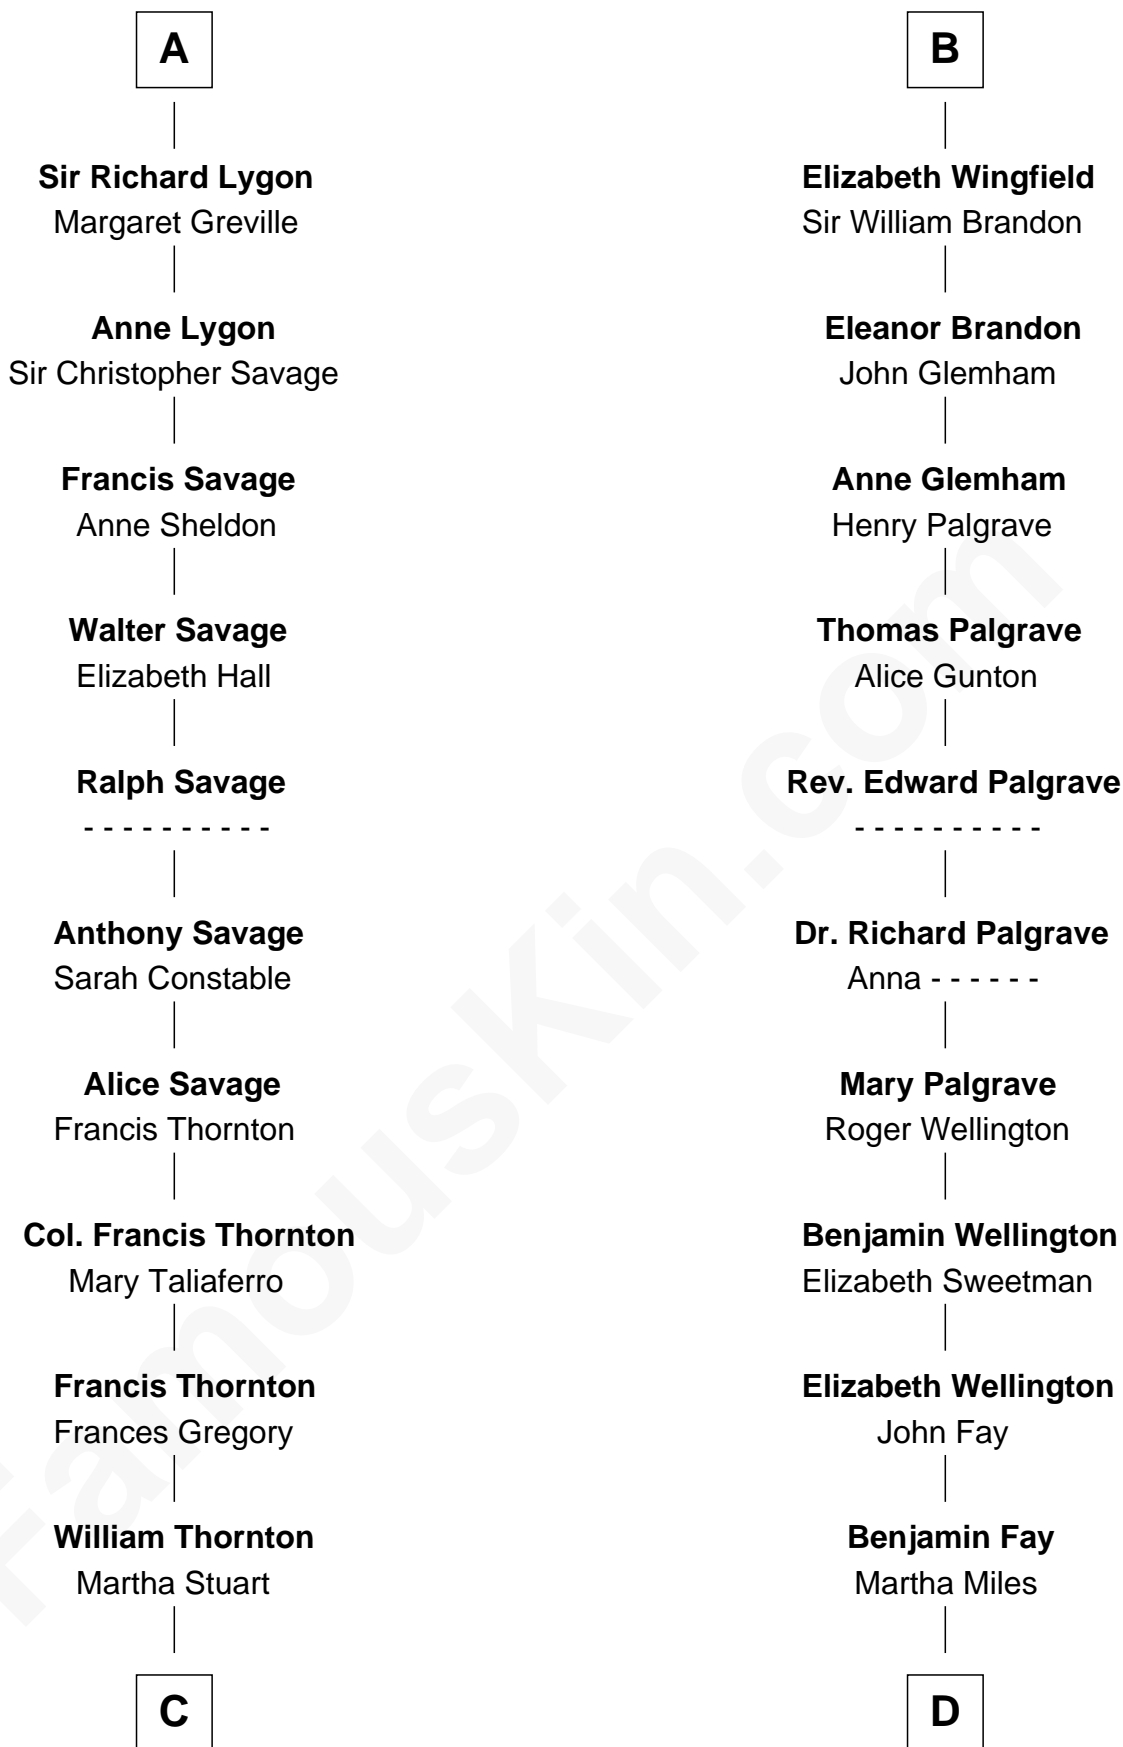 A
Sir Richard Lygon
Margaret Greville
Anne Lygon
Sir Christopher Savage
Francis Savage
Anne Sheldon
Walter Savage
Elizabeth Hall
Ralph Savage
- - - - - - - - - -
Anthony Savage
Sarah Constable
Alice Savage
Francis Thornton
Col. Francis Thornton
Mary Taliaferro
Francis Thornton
Frances Gregory
William Thornton
Martha Stuart
C
B
Elizabeth Wingfield
Sir William Brandon
Eleanor Brandon
John Glemham
Anne Glemham
Henry Palgrave
Thomas Palgrave
Alice Gunton
Rev. Edward Palgrave
- - - - - - - - - -
Dr. Richard Palgrave
Anna - - - - - -
Mary Palgrave
Roger Wellington
Benjamin Wellington
Elizabeth Sweetman
Elizabeth Wellington
John Fay
Benjamin Fay
Martha Miles
D
FamousKin.com